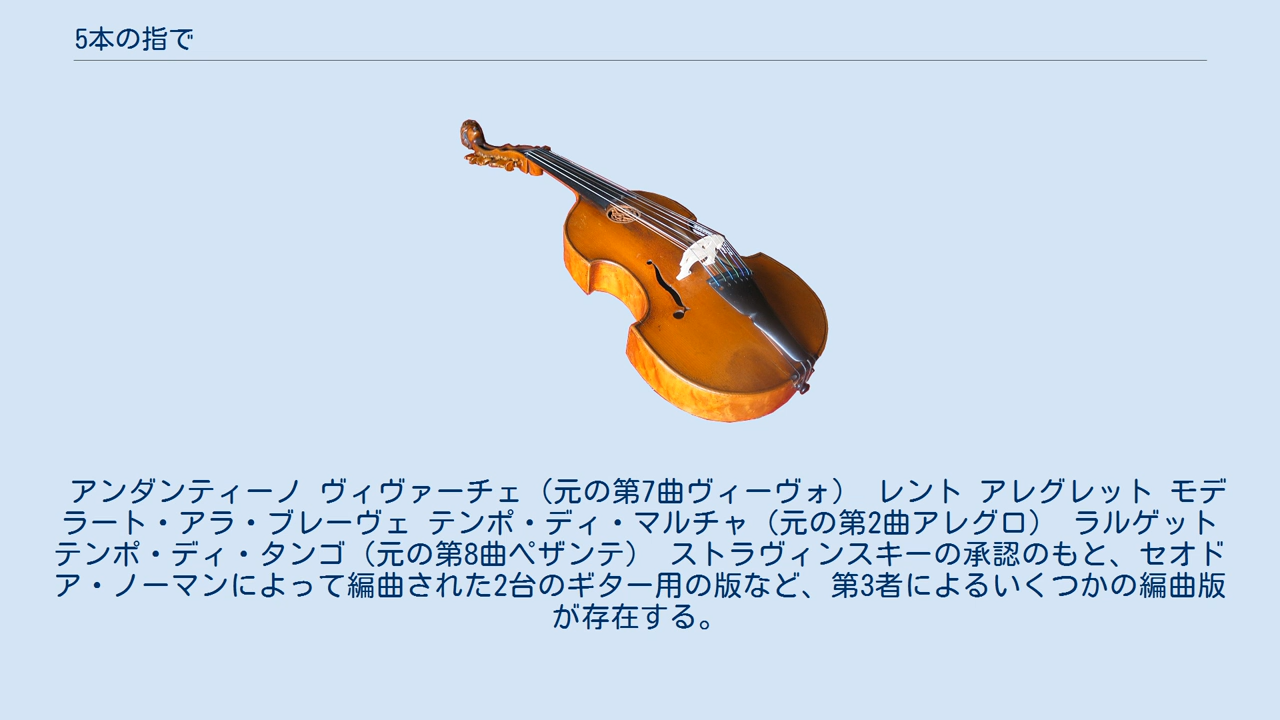 5本の指で
アンダンティーノ ヴィヴァーチェ（元の第7曲ヴィーヴォ） レント アレグレット モデ
ラート・アラ・ブレーヴェ テンポ・ディ・マルチャ（元の第2曲アレグロ） ラルゲット
テンポ・ディ・タンゴ（元の第8曲ペザンテ） ストラヴィンスキーの承認のもと、セオド
ア・ノーマンによって編曲された2台のギター用の版など、第3者によるいくつかの編曲版
が存在する。